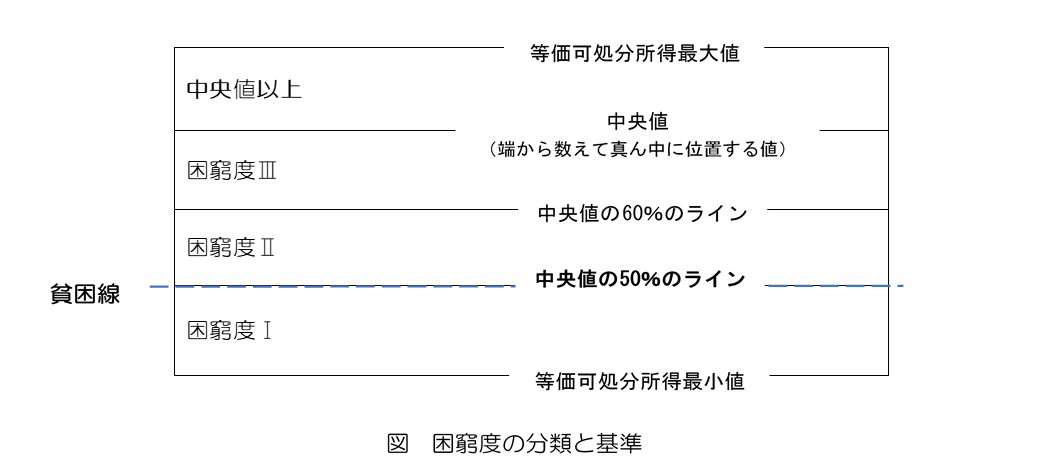 等価可処分所得最大値
中央値以上
中央値
（端から数えて真ん中に位置する値）
困窮度Ⅲ
中央値の60%のライン
困窮度Ⅱ
中央値の50%のライン
貧困線
困窮度Ⅰ
等価可処分所得最小値
図　困窮度の分類と基準